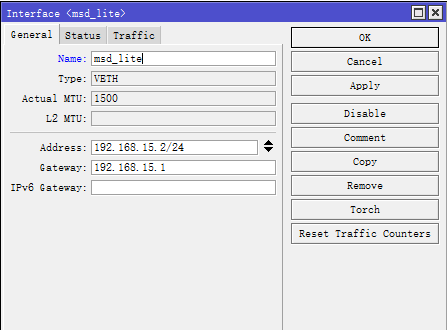 Interface <msd_lite>
General Status Traffic
Name: msd_lite
Type: VETH
Actual MTU: 1500
L2 MTU:
Address: 192.168.15.2/24
Gateway: 192.168.15.1
IPv6 Gateway:
OK
Cancel
Apply
Disable
Comment
Copy
Remove
Torch
Reset Traffic Counters